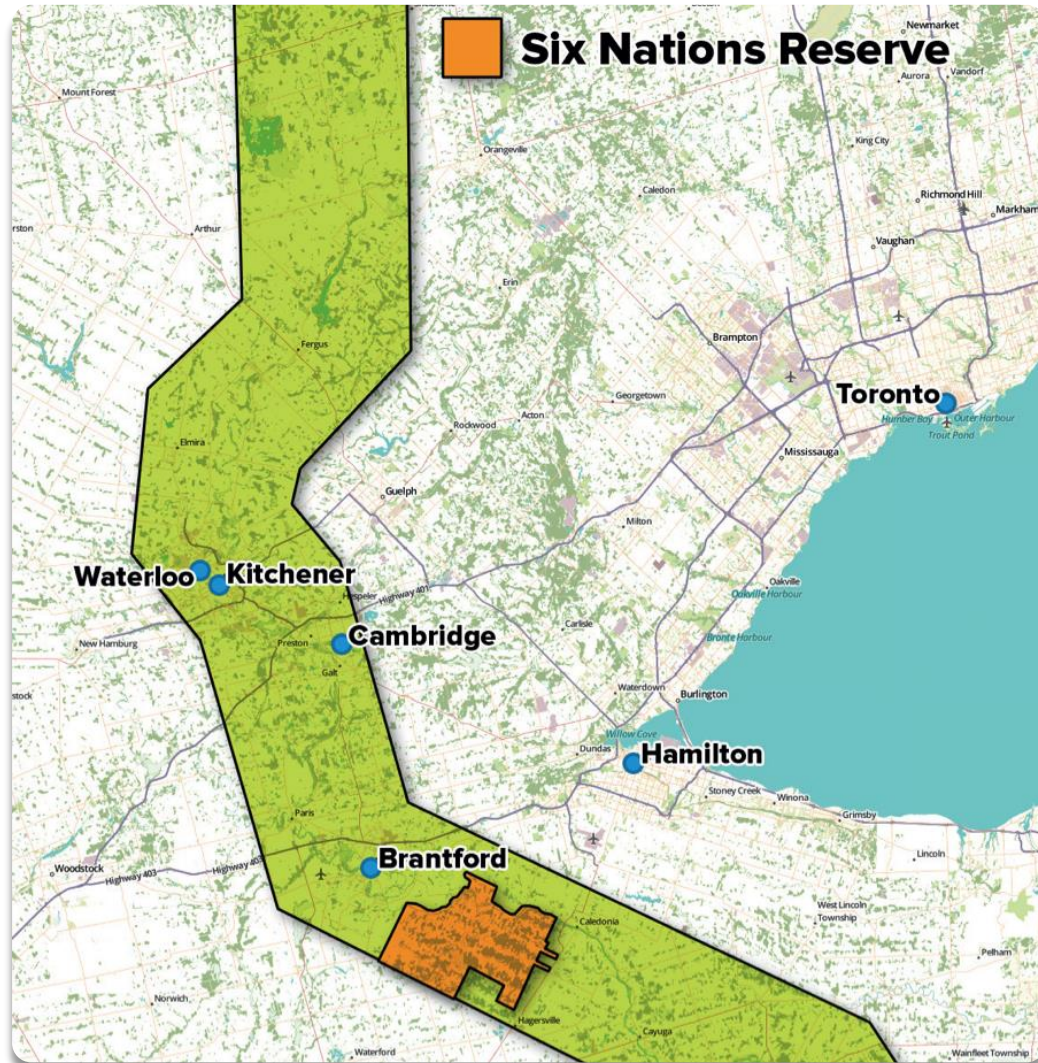 Six Nations Reserve
Newmarket
Aurora
Vandorf
Mount Forest
King City
Orangeville
Caledon
Richmond Hill
Markham
Arthur
Vaughan
Erin
Brampton
Fergus
Georgetown
Toronto
Humber Bay
Outer Harbour
Trout Pond
Acton
Rockwood
Elmira
Mississauga
Guelph
Milton
Waterloo
Kitchener
Oakville
Oakville Harbour
Hespeler
Highway 401
Carlisle
New Hamburg
Preston
Cambridge
Bronte Harbour
Galt
stock
Waterdown
Burlington
Willow Cove
Dundas
Hamilton
Stoney Creek
Winona
Paris
Grimsby
Brantford
Woodstock
Highway 403
Highway 403
Lincoln
Caledonia
West Lincoln
Township
Pelham
Norwich
Hagersville
Cayuga
Waterford
Wainfleet Township